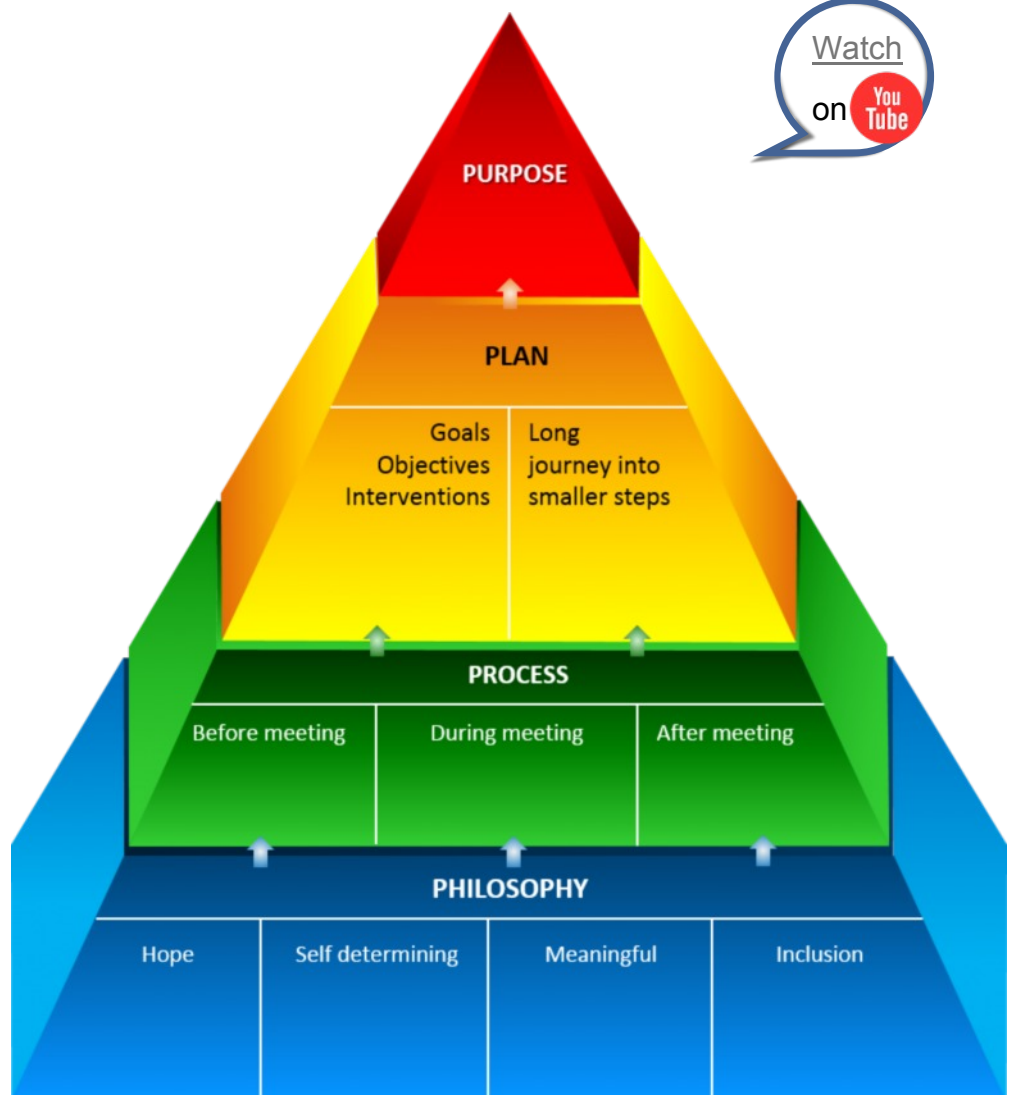 Watch
on You
Tube
PURPOSE
PLAN
Goals
Objectives
Interventions
Long
journey into
smaller steps
PROCESS
Before meeting
During meeting
After meeting
PHILOSOPHY
Hope
Self determining
Meaningful
Inclusion